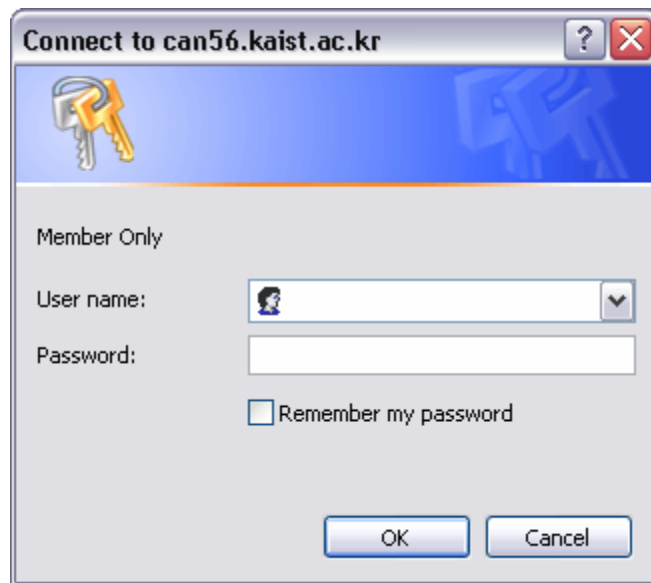 Connect to can56.kaist.ac.kr
?
Member Only
User name:
Password:
Remember my password
OK Cancel